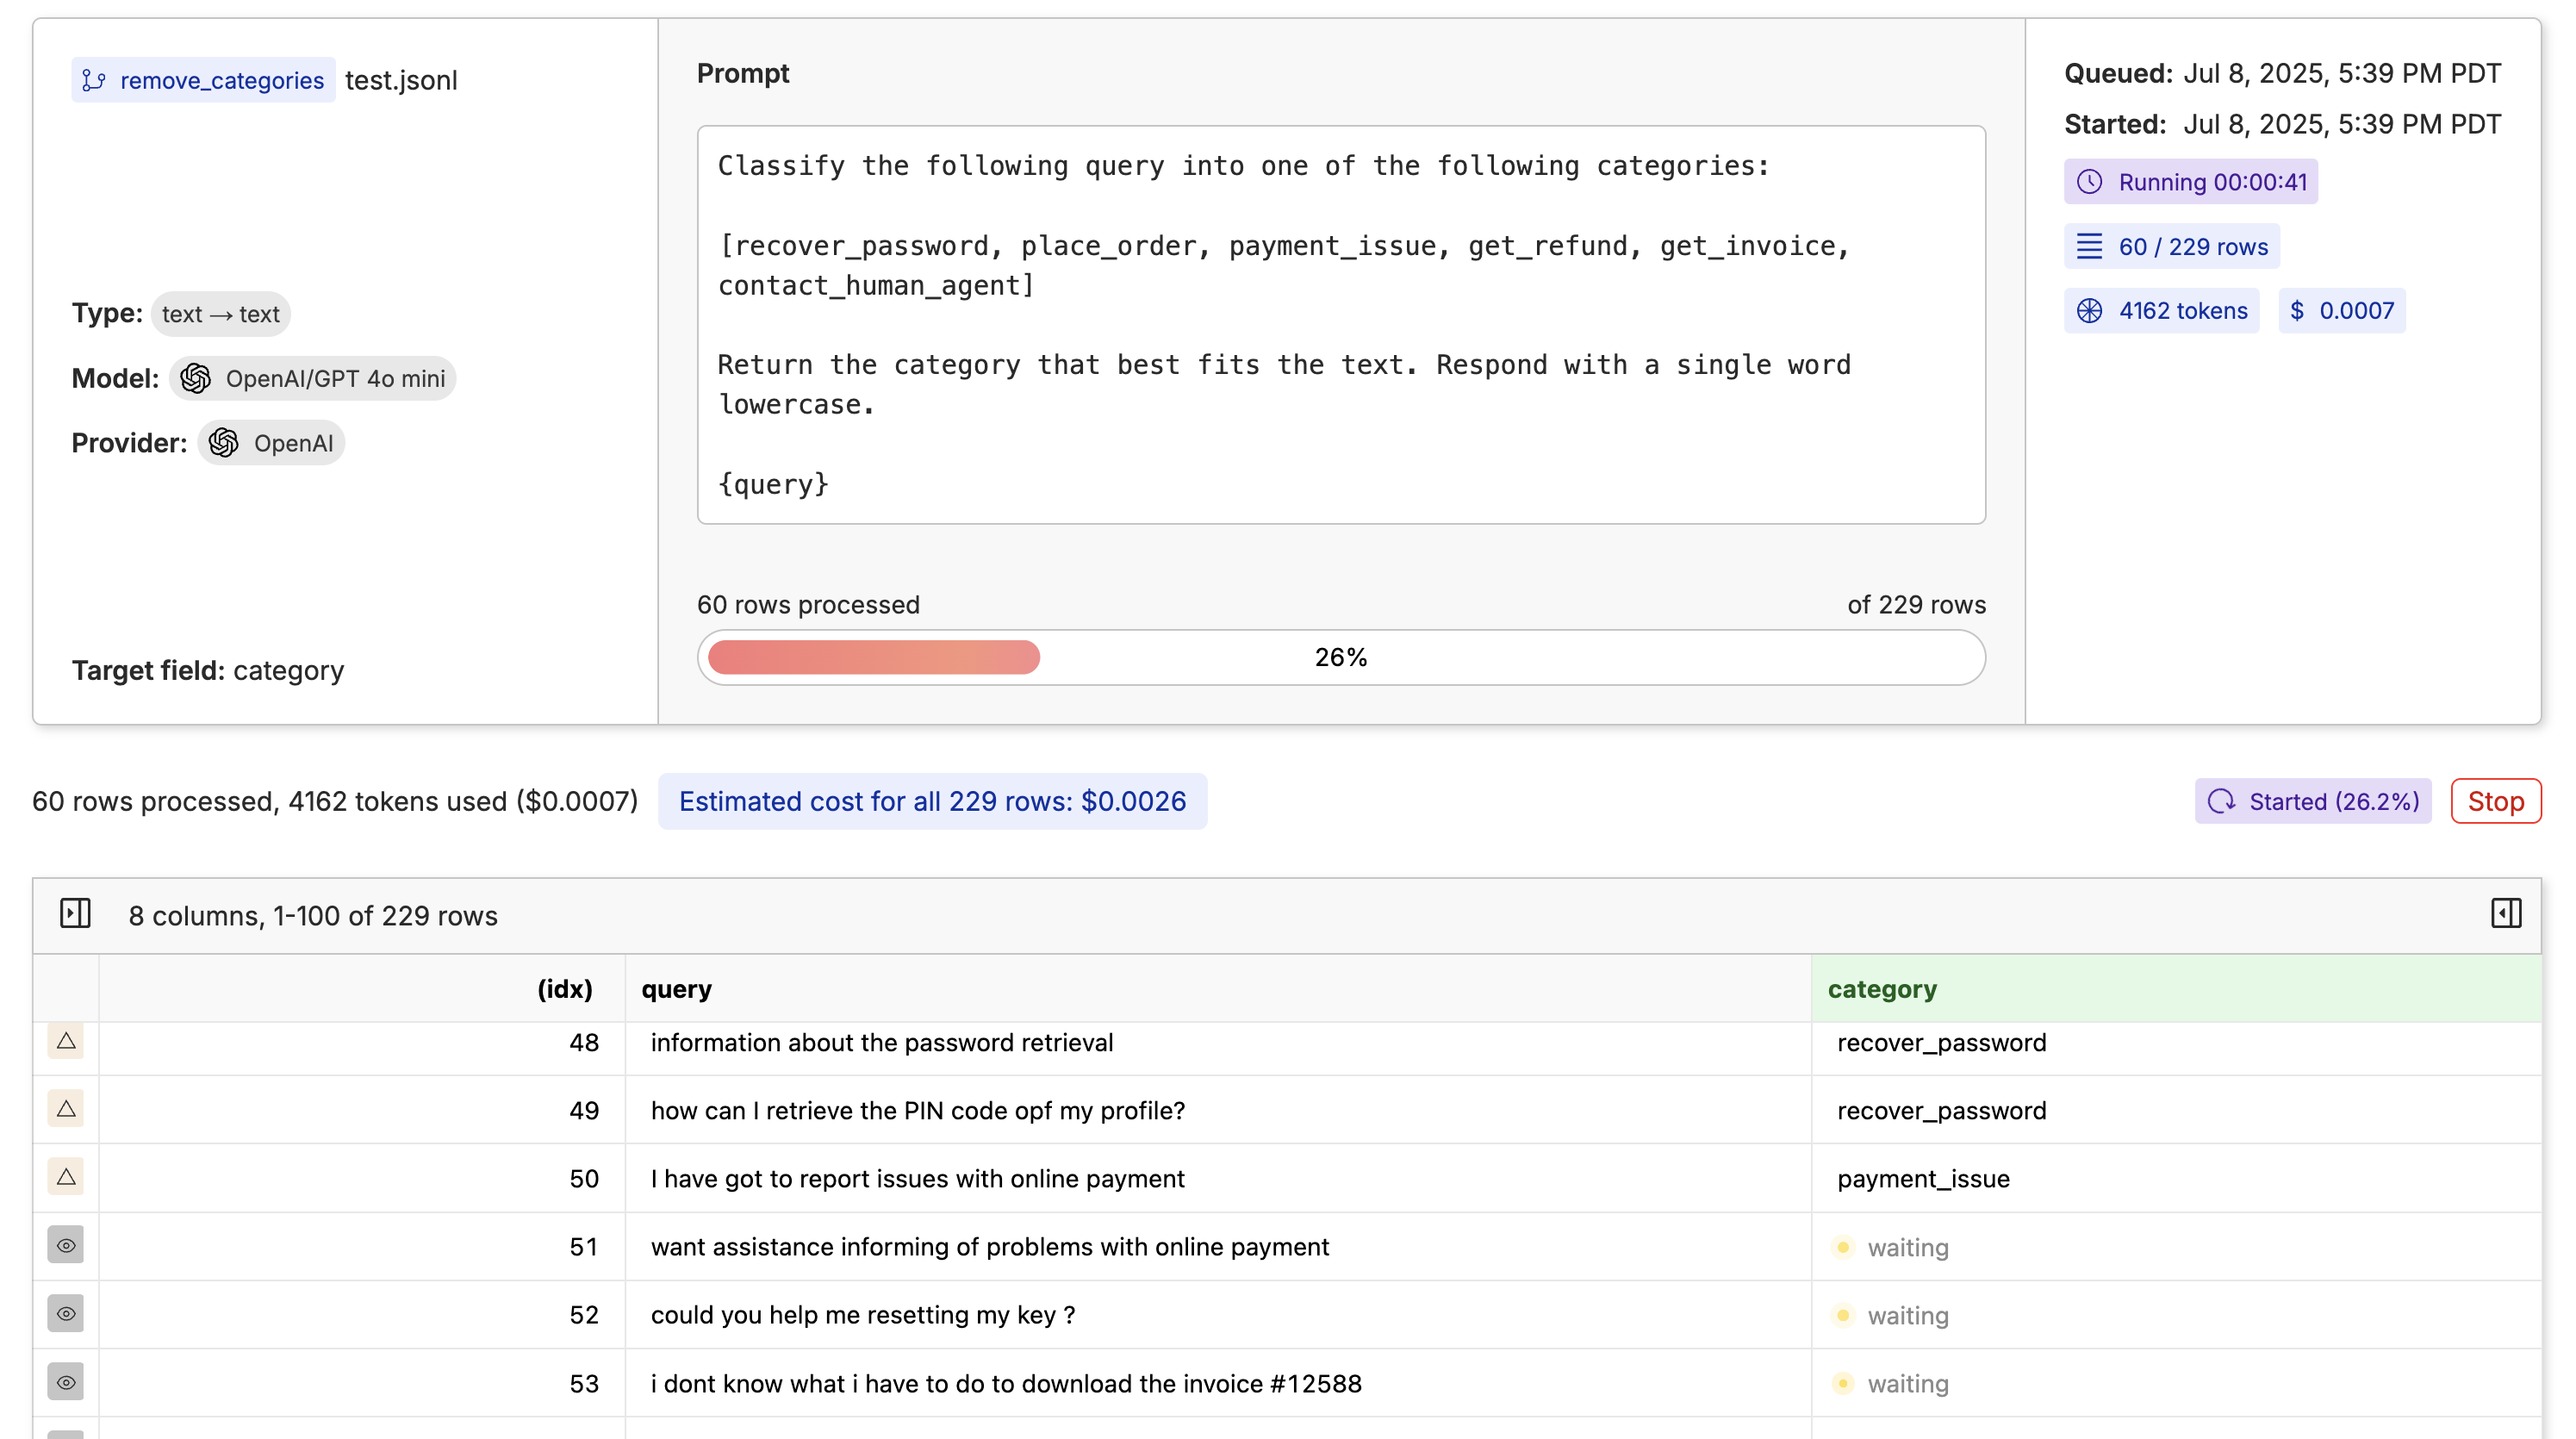 remove_categories test.jsonl
Type: text → text
Model: OpenAI/GPT 4o mini
Provider: OpenAI
Target field: category
Prompt
Classify the following query into one of the following categories:
[recover_password, place_order, payment_issue, get_refund, get_invoice,
contact_human_agent]
Return the category that best fits the text. Respond with a single word
lowercase.
{query}
60 rows processed of 229 rows
26%
Queued: Jul 8, 2025, 5:39 PM PDT
Started: Jul 8, 2025, 5:39 PM PDT
Running 00:00:41
60 / 229 rows
4162 tokens $ 0.0007
60 rows processed, 4162 tokens used ($0.0007) Estimated cost for all 229 rows: $0.0026 Started (26.2%) Stop
8 columns, 1-100 of 229 rows
(idx) query category
48 information about the password retrieval recover_password
49 how can I retrieve the PIN code opf my profile? recover_password
50 I have got to report issues with online payment payment_issue
51 want assistance informing of problems with online payment waiting
52 could you help me resetting my key ? waiting
53 i dont know what i have to do to download the invoice #12588 waiting